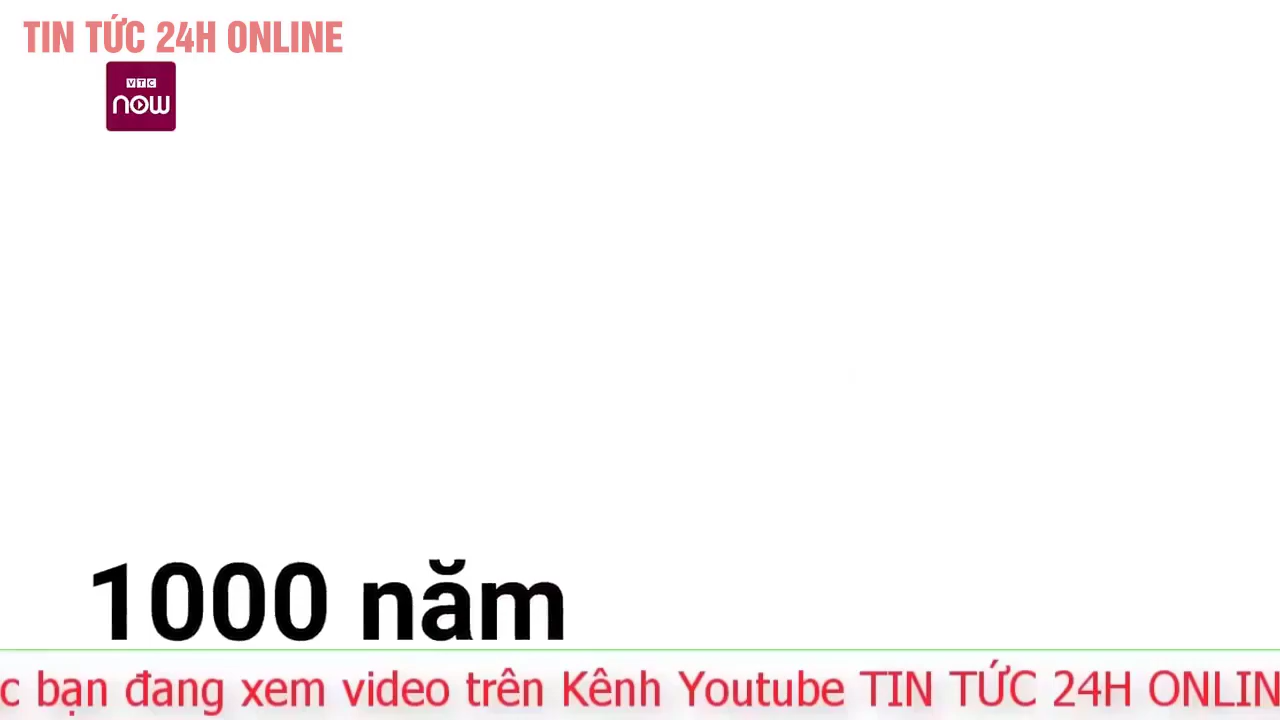 TIN TỨC 24H ONLINE
VTC
now
1000 năm
c bạn đang xem video trên Kênh Youtube TIN TỨC 24H ONLIN